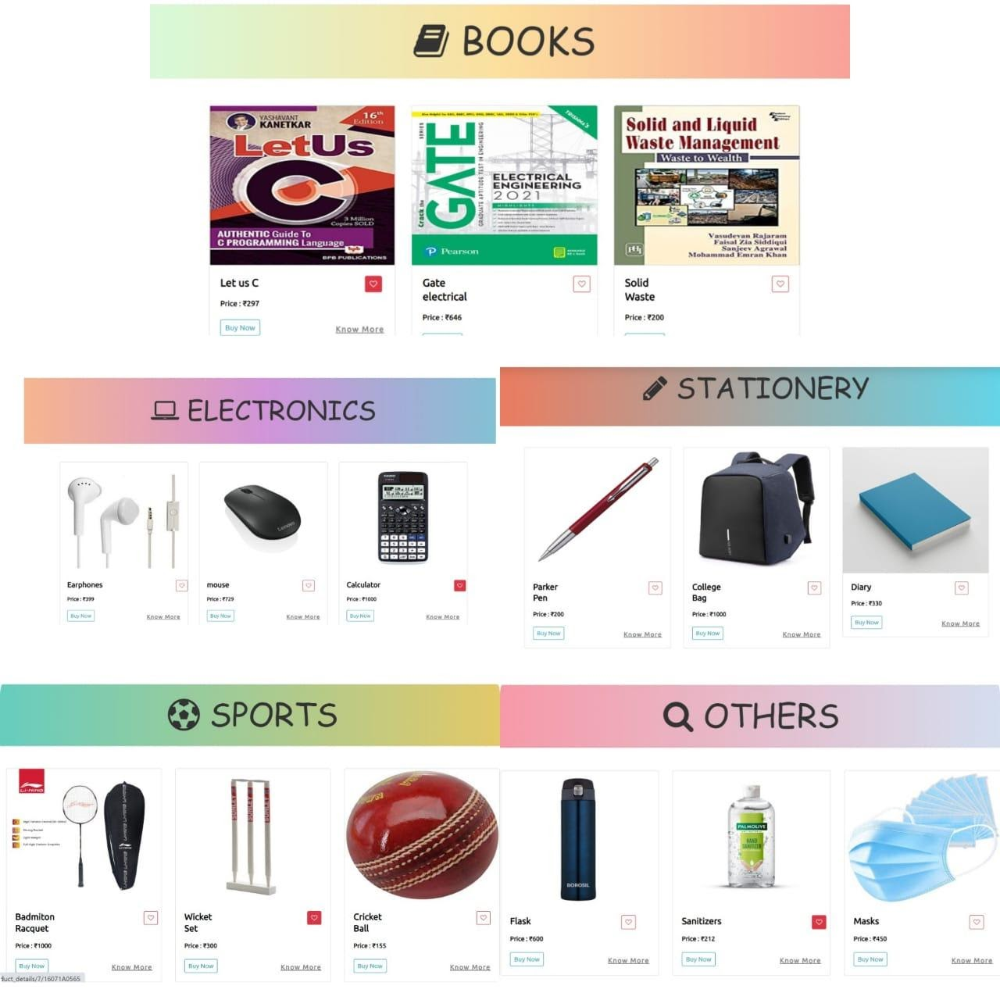 BOOKS
YASHAVANT
KANETKAR
16th
Edition
LetUs
C
3 Million
Copies SOLD
AUTHENTIC Guide To
C PROGRAMMING Language
BPB PUBLICATIONS
TRISHNA'S
Crack the
GATE
SERIES
GRADUATE APTITUDE TEST IN ENGINEERING
ELECTRICAL
ENGINEERING
2021
HIGHLIGHTS
Pearson
Solid and Liquid
Waste Management
Waste to Wealth
Vasudevan Rajaram
Faisal Zia Siddiqui
Sanjeev Agrawal
Mohammad Emran Khan
PHI
Let us C
Price : ₹297
Buy Now
Know More
Gate
electrical
Price : ₹646
Solid
Waste
Price : ₹200
ELECTRONICS
Lenovo
CASIO
Earphones
Price : ₹399
Buy Now
Know More
mouse
Price : ₹729
Buy Now
Know More
Calculator
Price : ₹1000
Buy Now
Know More
STATIONERY
Parker
Pen
Price : ₹200
Buy Now
Know More
College
Bag
Price : ₹1000
Buy Now
Know More
Diary
Price : ₹330
Buy Now
Know More
SPORTS
LI-NING
Badmiton
Racquet
Price : ₹1000
Buy Now
Know More
duct_details/7/16071A0565
Wicket
Set
Price : ₹300
Buy Now
Know More
Cricket
Ball
Price : ₹155
Buy Now
Know More
OTHERS
BOROSIL
Flask
Price : ₹600
Buy Now
Know More
PALMOLIVE
HAND
SANITIZER
Sanitizers
Price : ₹212
Buy Now
Know More
Masks
Price : ₹450
Buy Now
Know More